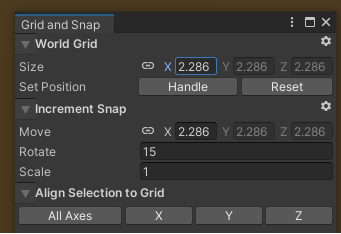 Grid and Snap
World Grid
Size X 2.286 Y 2.286 Z 2.286
Set Position Handle Reset
Increment Snap
Move X 2.286 Y 2.286 Z 2.286
Rotate 15
Scale 1
Align Selection to Grid
All Axes X Y Z